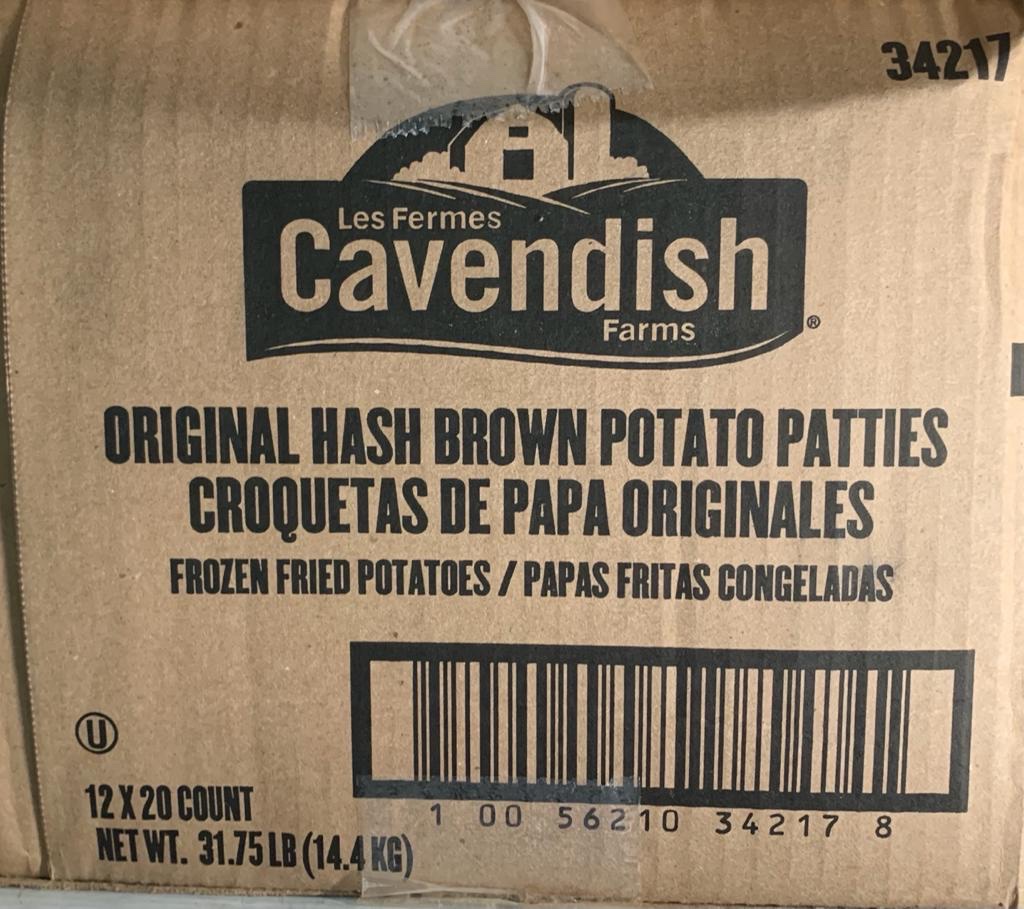 34217
Les Fermes
Cavendish
Farms ®
ORIGINAL HASH BROWN POTATO PATTIES
CROQUETAS DE PAPA ORIGINALES
FROZEN FRIED POTATOES / PAPAS FRITAS CONGELADAS
U
12 X 20 COUNT
NET WT. 31.75 LB (14.4 KG)
1 00 56210 34217 8